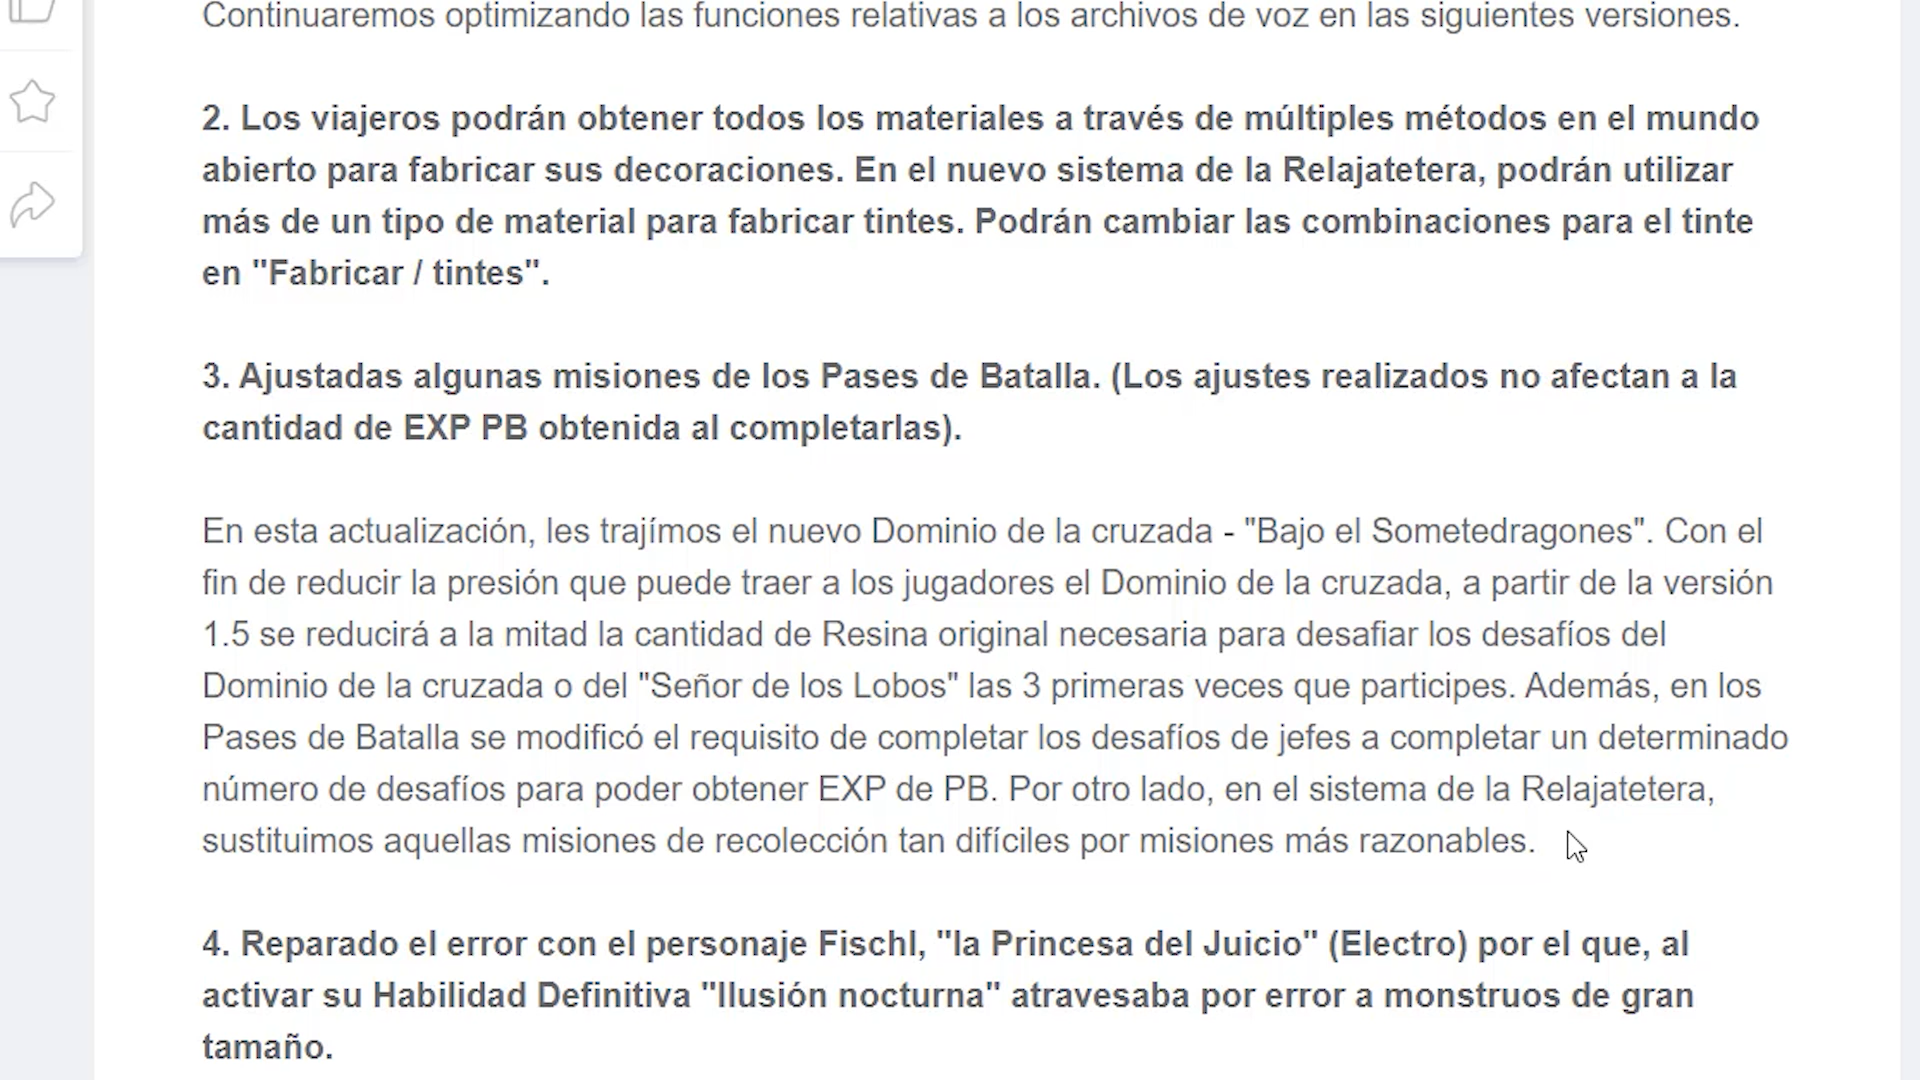 Continuaremos optimizando las funciones relativas a los archivos de voz en las siguientes versiones.
2. Los viajeros podrán obtener todos los materiales a través de múltiples métodos en el mundo
abierto para fabricar sus decoraciones. En el nuevo sistema de la Relajatetera, podrán utilizar
más de un tipo de material para fabricar tintes. Podrán cambiar las combinaciones para el tinte
en "Fabricar / tintes".
3. Ajustadas algunas misiones de los Pases de Batalla. (Los ajustes realizados no afectan a la
cantidad de EXP PB obtenida al completarlas).
En esta actualización, les trajímos el nuevo Dominio de la cruzada - "Bajo el Sometedragones". Con el
fin de reducir la presión que puede traer a los jugadores el Dominio de la cruzada, a partir de la versión
1.5 se reducirá a la mitad la cantidad de Resina original necesaria para desafiar los desafíos del
Dominio de la cruzada o del "Señor de los Lobos" las 3 primeras veces que participes. Además, en los
Pases de Batalla se modificó el requisito de completar los desafíos de jefes a completar un determinado
número de desafíos para poder obtener EXP de PB. Por otro lado, en el sistema de la Relajatetera,
sustituimos aquellas misiones de recolección tan difíciles por misiones más razonables.
4. Reparado el error con el personaje Fischl, "la Princesa del Juicio" (Electro) por el que, al
activar su Habilidad Definitiva "Ilusión nocturna" atravesaba por error a monstruos de gran
tamaño.